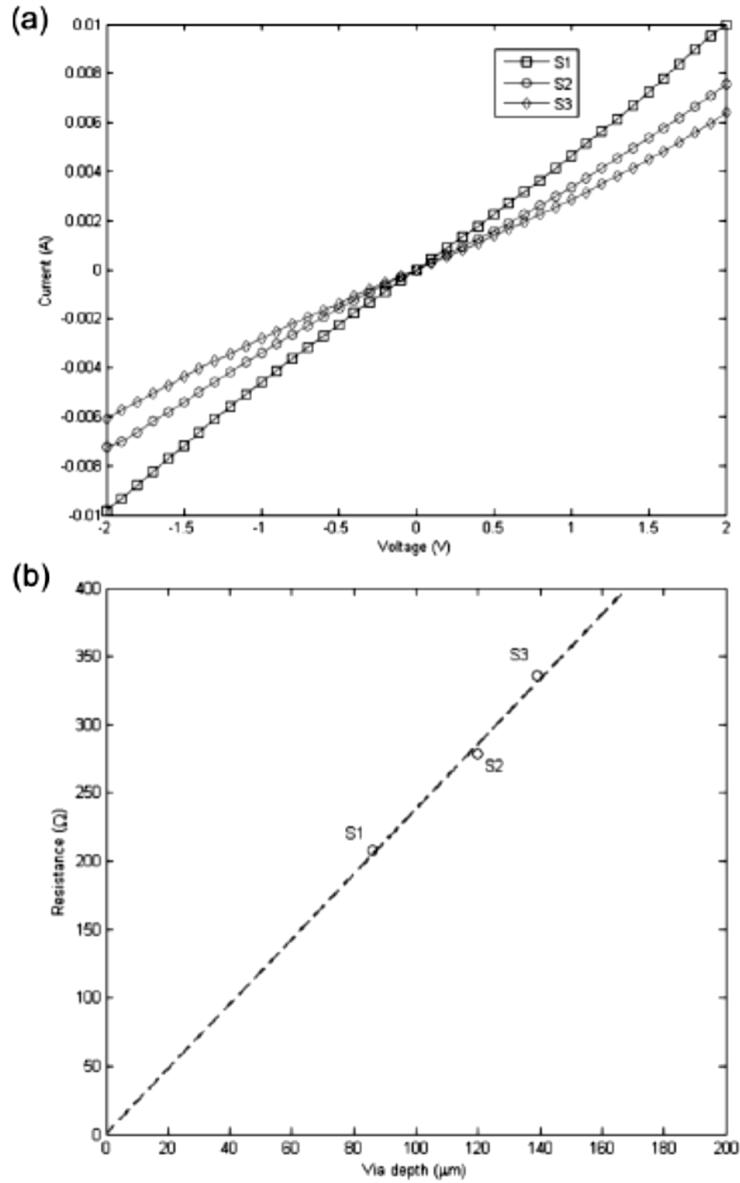 (a)
0.01
0.008
0.006
0.004
0.002
0
-0.002
-0.004
-0.006
-0.008
-0.01
Current (A)
S1
S2
S3
-2 -1.5 -1 -0.5 0 0.5 1 1.5 2
Voltage (V)
(b)
400
350
300
250
200
150
100
50
0
Resistance (Ω)
S3
S2
S1
0 20 40 60 80 100 120 140 160 180 200
Via depth (μm)